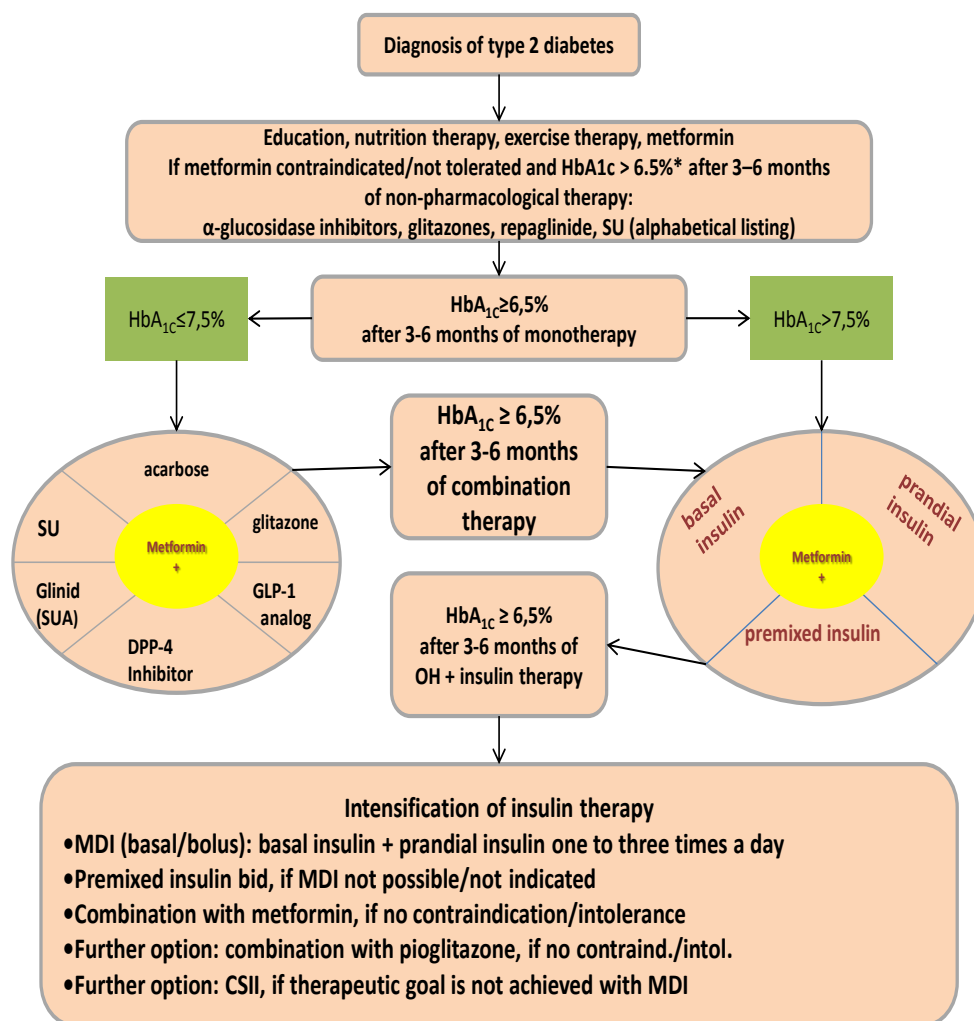 Diagnosis of type 2 diabetes
Education, nutrition therapy, exercise therapy, metformin
If metformin contraindicated/not tolerated and HbA1c > 6.5%* after 3–6 months
of non-pharmacological therapy:
α-glucosidase inhibitors, glitazones, repaglinide, SU (alphabetical listing)
HbA1C≤7,5%
HbA1C≥6,5%
after 3-6 months of monotherapy
HbA1C>7,5%
acarbose
SU
glitazone
Metformin
+
Glinid
(SUA)
GLP-1
analog
DPP-4
Inhibitor
HbA1C ≥ 6,5%
after 3-6 months
of combination
therapy
basal
insulin
prandial
insulin
Metformin
+
premixed insulin
HbA1C ≥ 6,5%
after 3-6 months of
OH + insulin therapy
Intensification of insulin therapy
•MDI (basal/bolus): basal insulin + prandial insulin one to three times a day
•Premixed insulin bid, if MDI not possible/not indicated
•Combination with metformin, if no contraindication/intolerance
•Further option: combination with pioglitazone, if no contraind./intol.
•Further option: CSII, if therapeutic goal is not achieved with MDI